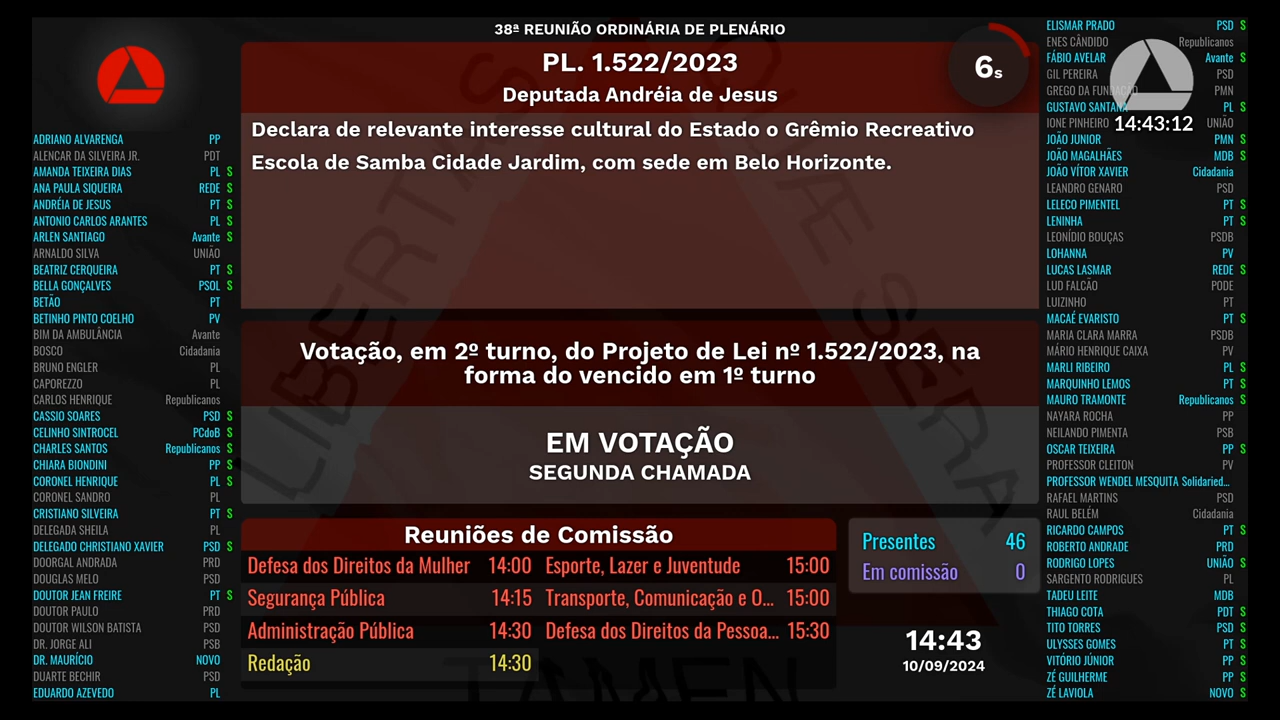 38ª REUNIÃO ORDINÁRIA DE PLENÁRIO
PL. 1.522/2023
Deputada Andréia de Jesus
6s
Declara de relevante interesse cultural do Estado o Grêmio Recreativo
Escola de Samba Cidade Jardim, com sede em Belo Horizonte.
Votação, em 2º turno, do Projeto de Lei nº 1.522/2023, na
forma do vencido em 1º turno
EM VOTAÇÃO
SEGUNDA CHAMADA
Reuniões de Comissão
Defesa dos Direitos da Mulher 14:00 Esporte, Lazer e Juventude 15:00
Segurança Pública 14:15 Transporte, Comunicação e O... 15:00
Administração Pública 14:30 Defesa dos Direitos da Pessoa... 15:30
Redação 14:30
Presentes 46
Em comissão 0
14:43
10/09/2024
ADRIANO ALVARENGA PP
ALENCAR DA SILVEIRA JR. PDT
AMANDA TEIXEIRA DIAS PL S
ANA PAULA SIQUEIRA REDE S
ANDRÉIA DE JESUS PT S
ANTONIO CARLOS ARANTES PL S
ARLEN SANTIAGO Avante S
ARNALDO SILVA UNIÃO
BEATRIZ CERQUEIRA PT S
BELLA GONÇALVES PSOL S
BETÃO PT
BETINHO PINTO COELHO PV
BIM DA AMBULÂNCIA Avante
BOSCO Cidadania
BRUNO ENGLER PL
CAPOREZZO PL
CARLOS HENRIQUE Republicanos
CASSIO SOARES PSD S
CELINHO SINTROCEL PCdoB S
CHARLES SANTOS Republicanos S
CHIARA BIONDINI PP S
CORONEL HENRIQUE PL S
CORONEL SANDRO PL
CRISTIANO SILVEIRA PT S
DELEGADA SHEILA PL
DELEGADO CHRISTIANO XAVIER PSD S
DOORGAL ANDRADA PRD
DOUGLAS MELO PSD
DOUTOR JEAN FREIRE PT S
DOUTOR PAULO PRD
DOUTOR WILSON BATISTA PSD
DR. JORGE ALI PSB
DR. MAURÍCIO NOVO
DUARTE BECHIR PSD
EDUARDO AZEVEDO PL
ELISMAR PRADO PSD S
ENES CÂNDIDO Republicanos
FÁBIO AVELAR Avante S
GIL PEREIRA PSD
GREGO DA FUNDAÇÃO PMN
GUSTAVO SANTANA PL S
IONE PINHEIRO UNIÃO
14:43:12
JOÃO JUNIOR PMN S
JOÃO MAGALHÃES MDB S
JOÃO VÍTOR XAVIER Cidadania
LEANDRO GENARO PSD
LELECO PIMENTEL PT S
LENINHA PT S
LEONÍDIO BOUÇAS PSDB
LOHANNA PV
LUCAS LASMAR REDE S
LUD FALCÃO PODE
LUIZINHO PT
MACAÉ EVARISTO PT S
MARIA CLARA MARRA PSDB
MÁRIO HENRIQUE CAIXA PV
MARLI RIBEIRO PL S
MARQUINHO LEMOS PT S
MAURO TRAMONTE Republicanos S
NAYARA ROCHA PP
NEILANDO PIMENTA PSB
OSCAR TEIXEIRA PP S
PROFESSOR CLEITON PV
PROFESSOR WENDEL MESQUITA Solidaried...
RAFAEL MARTINS PSD
RAUL BELÉM Cidadania
RICARDO CAMPOS PT S
ROBERTO ANDRADE PRD
RODRIGO LOPES UNIÃO S
SARGENTO RODRIGUES PL
TADEU LEITE MDB
THIAGO COTA PDT S
TITO TORRES PSD S
ULYSSES GOMES PT S
VITÓRIO JÚNIOR PP S
ZÉ GUILHERME PP S
ZÉ LAVIOLA NOVO S
LIBERTAS QUÆ SERA
TAMEN